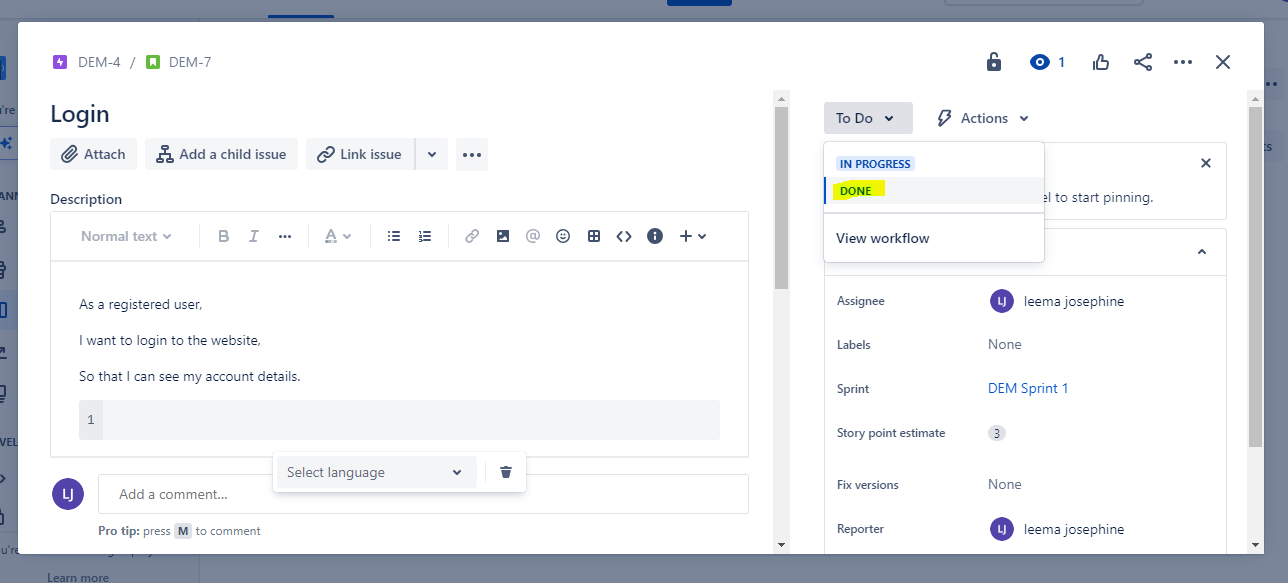 DEM-4 / DEM-7
1
Login
Attach
Add a child issue
Link issue
Description
Normal text
B I
A
@
As a registered user,
I want to login to the website,
So that I can see my account details.
1
Select language
LJ
Add a comment...
Pro tip: press M to comment
To Do
Actions
IN PROGRESS
DONE
View workflow
to start pinning.
Assignee
LJ leema josephine
Labels
None
Sprint
DEM Sprint 1
Story point estimate
3
Fix versions
None
Reporter
LJ leema josephine
Learn more